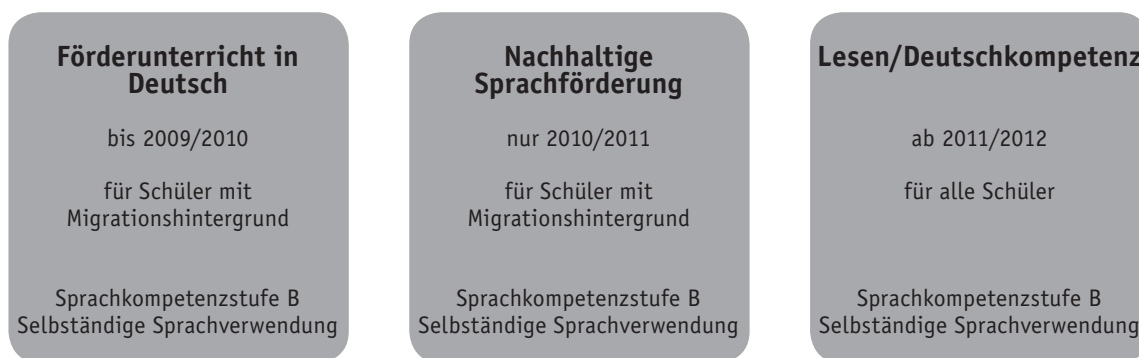 Förderunterricht in
Deutsch
bis 2009/2010
für Schüler mit
Migrationshintergrund
Sprachkompetenzstufe B
Selbständige Sprachverwendung
Nachhaltige
Sprachförderung
nur 2010/2011
für Schüler mit
Migrationshintergrund
Sprachkompetenzstufe B
Selbständige Sprachverwendung
Lesen/Deutschkompetenz
ab 2011/2012
für alle Schüler
Sprachkompetenzstufe B
Selbständige Sprachverwendung